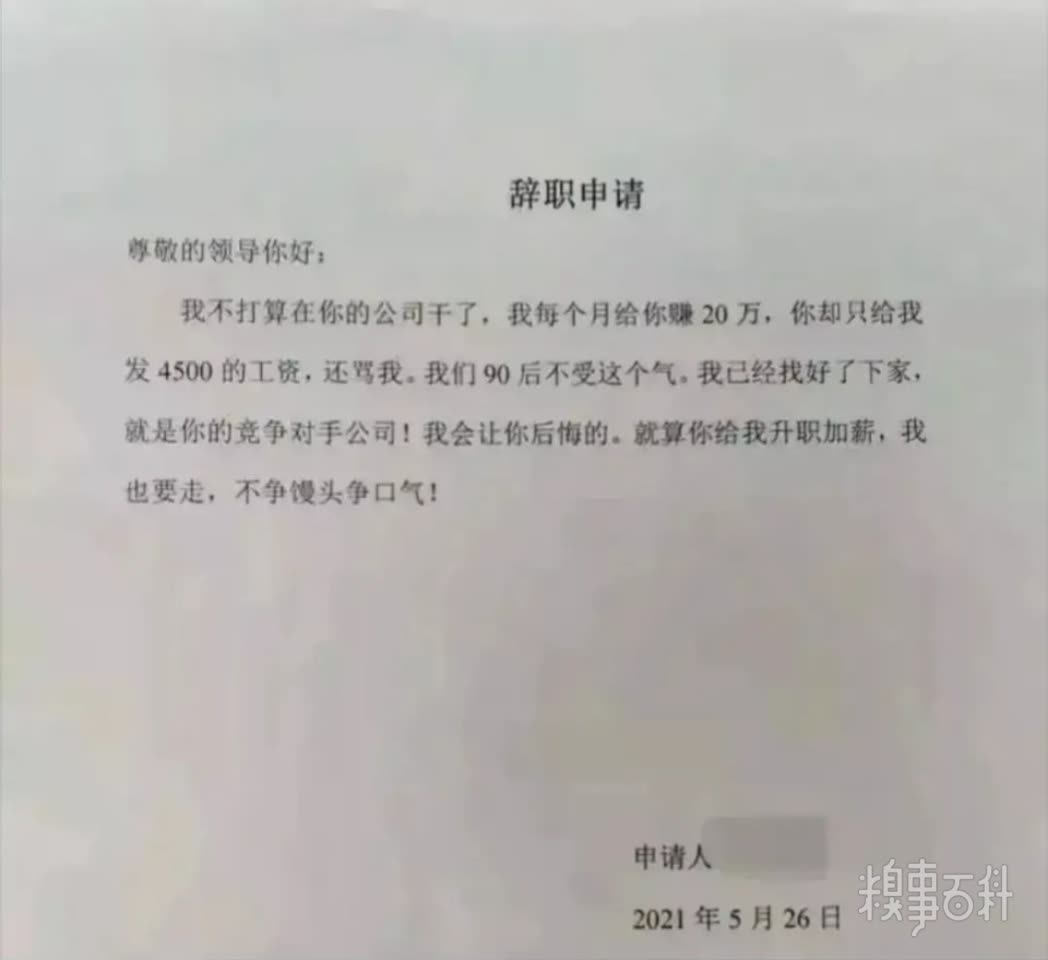 辞职申请
尊敬的领导你好：
我不打算在你的公司干了，我每个月给你赚 20 万，你却只给我
发 4500 的工资，还骂我。我们 90 后不受这个气。我已经找好了下家，
就是你的竞争对手公司！我会让你后悔的。就算你给我升职加薪，我
也要走，不争馒头争口气！
申请人
2021 年 5 月 26 日
糗事百科